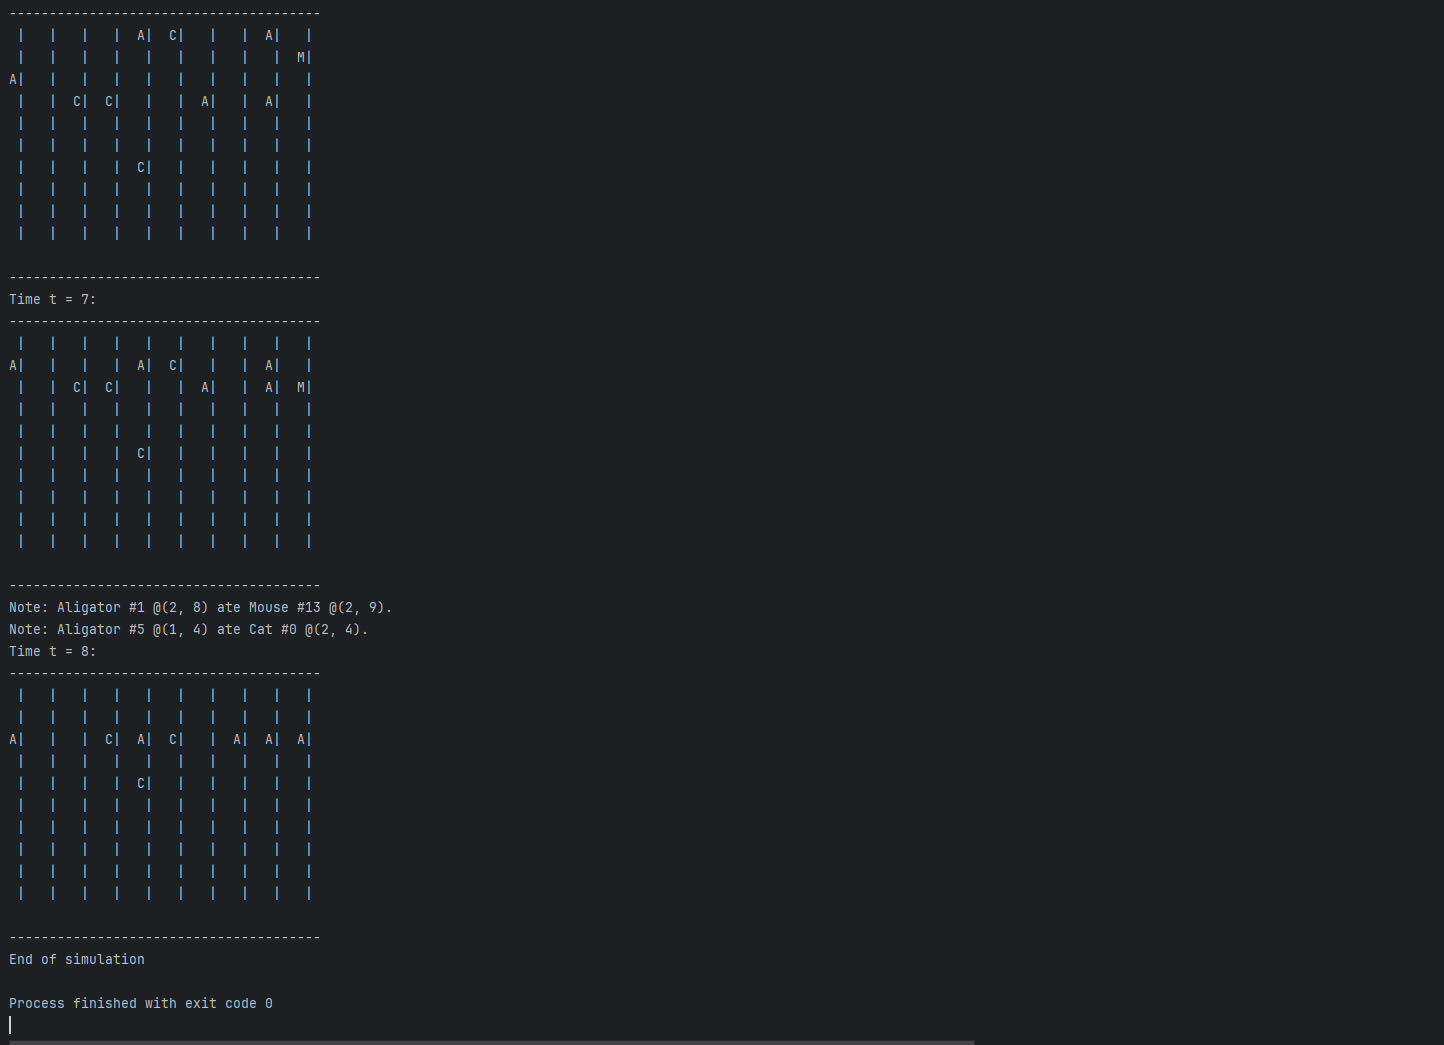 ---------------------------------------
 |   |   |   |  A|  C|   |   |  A|   |
 |   |   |   |   |   |   |   |   |  M|
A|   |   |   |   |   |   |   |   |   |
 |   |  C|  C|   |   |  A|   |  A|   |
 |   |   |   |   |   |   |   |   |   |
 |   |   |   |   |   |   |   |   |   |
 |   |   |   |  C|   |   |   |   |   |
 |   |   |   |   |   |   |   |   |   |
 |   |   |   |   |   |   |   |   |   |
 |   |   |   |   |   |   |   |   |   |

---------------------------------------
Time t = 7:
---------------------------------------
 |   |   |   |   |   |   |   |   |   |
A|   |   |   |  A|  C|   |   |  A|   |
 |   |  C|  C|   |   |  A|   |  A|  M|
 |   |   |   |   |   |   |   |   |   |
 |   |   |   |   |   |   |   |   |   |
 |   |   |   |  C|   |   |   |   |   |
 |   |   |   |   |   |   |   |   |   |
 |   |   |   |   |   |   |   |   |   |
 |   |   |   |   |   |   |   |   |   |
 |   |   |   |   |   |   |   |   |   |

---------------------------------------
Note: Aligator #1 @(2, 8) ate Mouse #13 @(2, 9).
Note: Aligator #5 @(1, 4) ate Cat #0 @(2, 4).
Time t = 8:
---------------------------------------
 |   |   |   |   |   |   |   |   |   |
 |   |   |   |   |   |   |   |   |   |
A|   |   |  C|  A|  C|   |  A|  A|  A|
 |   |   |   |   |   |   |   |   |   |
 |   |   |   |  C|   |   |   |   |   |
 |   |   |   |   |   |   |   |   |   |
 |   |   |   |   |   |   |   |   |   |
 |   |   |   |   |   |   |   |   |   |
 |   |   |   |   |   |   |   |   |   |
 |   |   |   |   |   |   |   |   |   |

---------------------------------------
End of simulation

Process finished with exit code 0